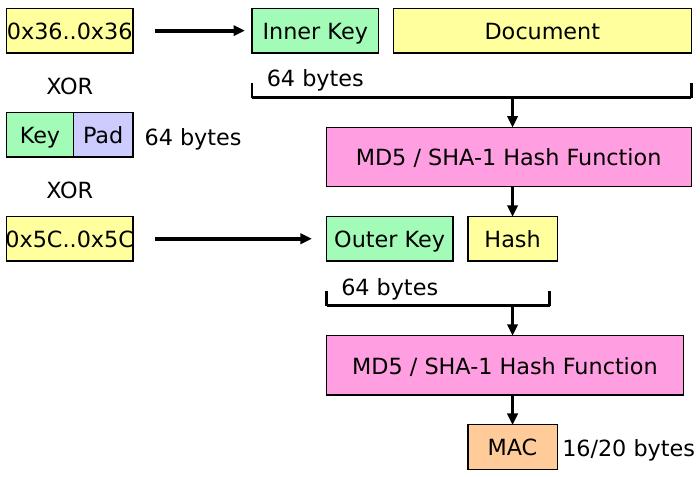 0x36..0x36
Inner Key
Document
XOR
64 bytes
Key
Pad
64 bytes
MD5 / SHA-1 Hash Function
XOR
0x5C..0x5C
Outer Key
Hash
64 bytes
MD5 / SHA-1 Hash Function
MAC
16/20 bytes